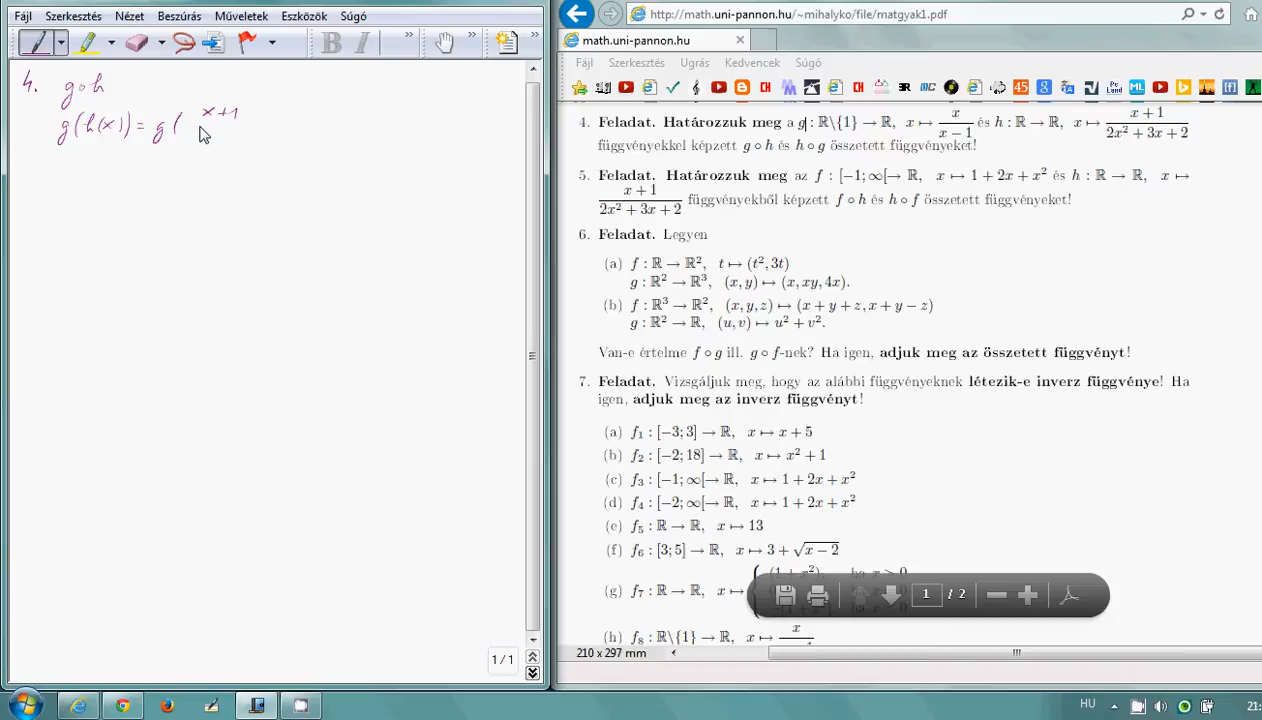 Fájl Szerkesztés Nézet Beszúrás Műveletek Eszközök Súgó
http://math.uni-pannon.hu/~mihalyko/file/matgyak1.pdf
math.uni-pannon.hu
Fájl Szerkesztés Ugrás Kedvencek Súgó
4. g∘h
g(h(x)) = g( x+1
4. Feladat. Határozzuk meg a g : ℝ\{1} → ℝ, x ↦ x/(x − 1) és h : ℝ → ℝ, x ↦ (x + 1)/(2x² + 3x + 2)
függvényekkel képzett g ∘ h és h ∘ g összetett függvényeket!
5. Feladat. Határozzuk meg az f : [−1; ∞[→ ℝ, x ↦ 1 + 2x + x² és h : ℝ → ℝ, x ↦
(x + 1)/(2x² + 3x + 2) függvényekből képzett f ∘ h és h ∘ f összetett függvényeket!
6. Feladat. Legyen
(a) f : ℝ → ℝ², t ↦ (t², 3t)
g : ℝ² → ℝ³, (x, y) ↦ (x, xy, 4x).
(b) f : ℝ³ → ℝ², (x, y, z) ↦ (x + y + z, x + y − z)
g : ℝ² → ℝ, (u, v) ↦ u² + v².
Van-e értelme f ∘ g ill. g ∘ f-nek? Ha igen, adjuk meg az összetett függvényt!
7. Feladat. Vizsgáljuk meg, hogy az alábbi függvényeknek létezik-e inverz függvénye! Ha
igen, adjuk meg az inverz függvényt!
(a) f₁ : [−3; 3] → ℝ, x ↦ x + 5
(b) f₂ : [−2; 18] → ℝ, x ↦ x² + 1
(c) f₃ : [−1; ∞[→ ℝ, x ↦ 1 + 2x + x²
(d) f₄ : [−2; ∞[→ ℝ, x ↦ 1 + 2x + x²
(e) f₅ : ℝ → ℝ, x ↦ 13
(f) f₆ : [3; 5] → ℝ, x ↦ 3 + √(x − 2)
(g) f₇ : ℝ → ℝ, x ↦
1 / 2
(h) f₈ : ℝ\{1} → ℝ, x ↦ x
210 x 297 mm
1 / 1
HU
21: